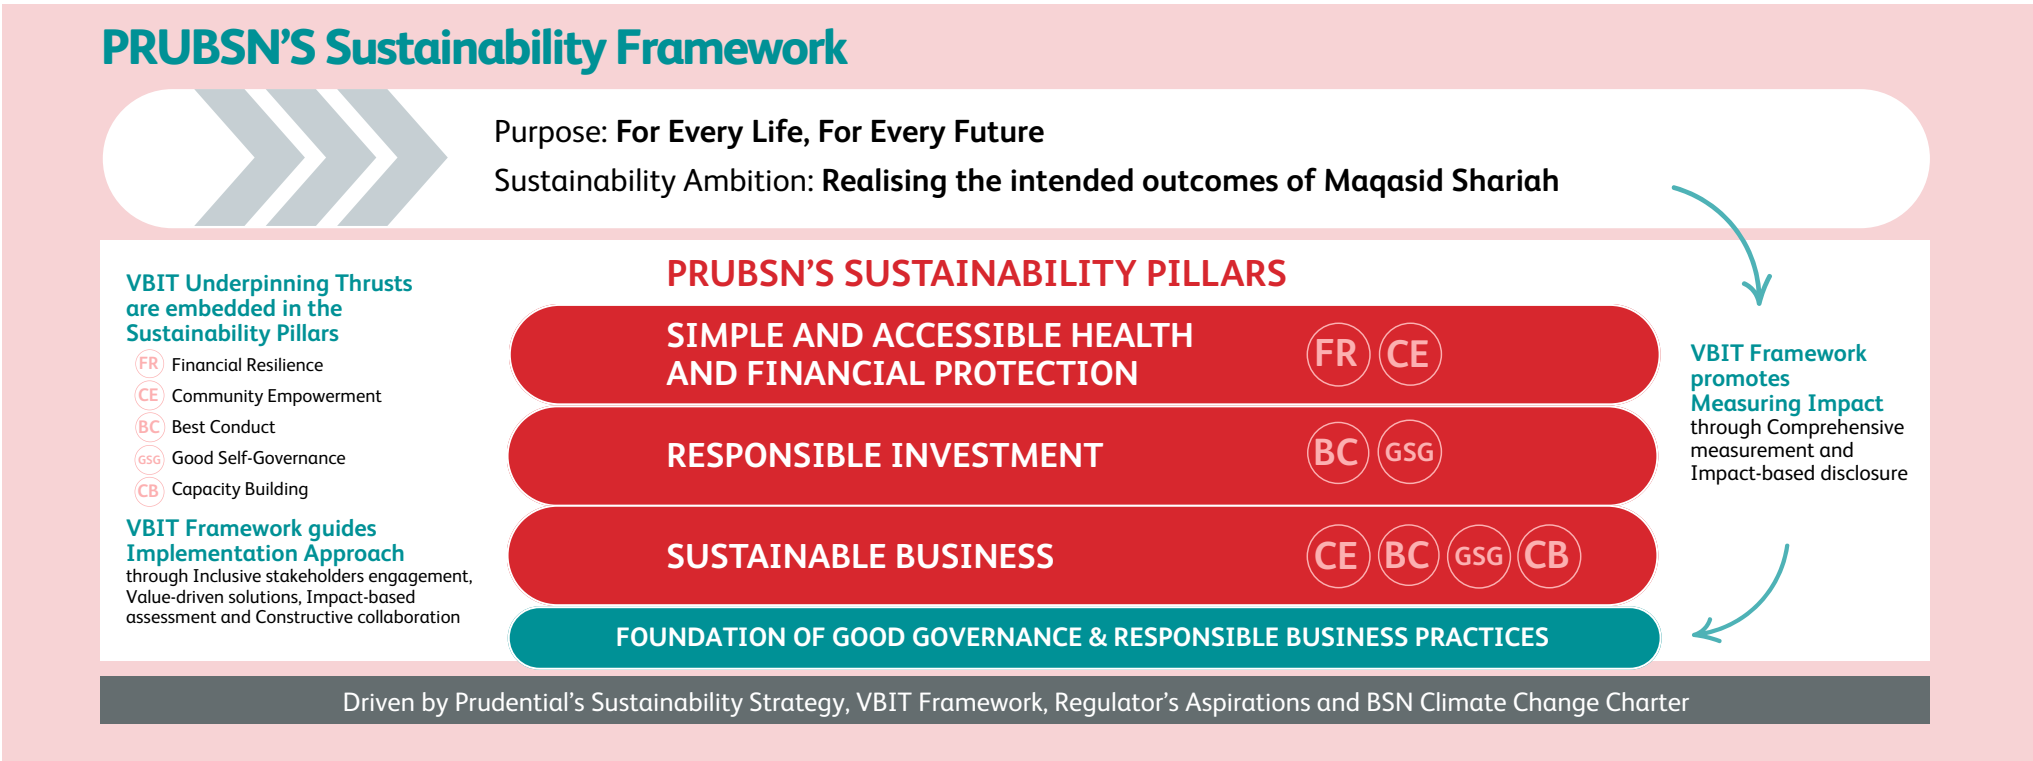 PRUBSN’S Sustainability Framework
Purpose: For Every Life, For Every Future
Sustainability Ambition: Realising the intended outcomes of Maqasid Shariah
VBIT Underpinning Thrusts
are embedded in the
Sustainability Pillars
FR Financial Resilience
CE Community Empowerment
BC Best Conduct
GSG Good Self-Governance
CB Capacity Building
VBIT Framework guides
Implementation Approach
through Inclusive stakeholders engagement,
Value-driven solutions, Impact-based
assessment and Constructive collaboration
PRUBSN’S SUSTAINABILITY PILLARS
SIMPLE AND ACCESSIBLE HEALTH
AND FINANCIAL PROTECTION
FR CE
RESPONSIBLE INVESTMENT
BC GSG
SUSTAINABLE BUSINESS
CE BC GSG CB
FOUNDATION OF GOOD GOVERNANCE & RESPONSIBLE BUSINESS PRACTICES
VBIT Framework
promotes
Measuring Impact
through Comprehensive
measurement and
Impact-based disclosure
Driven by Prudential’s Sustainability Strategy, VBIT Framework, Regulator’s Aspirations and BSN Climate Change Charter